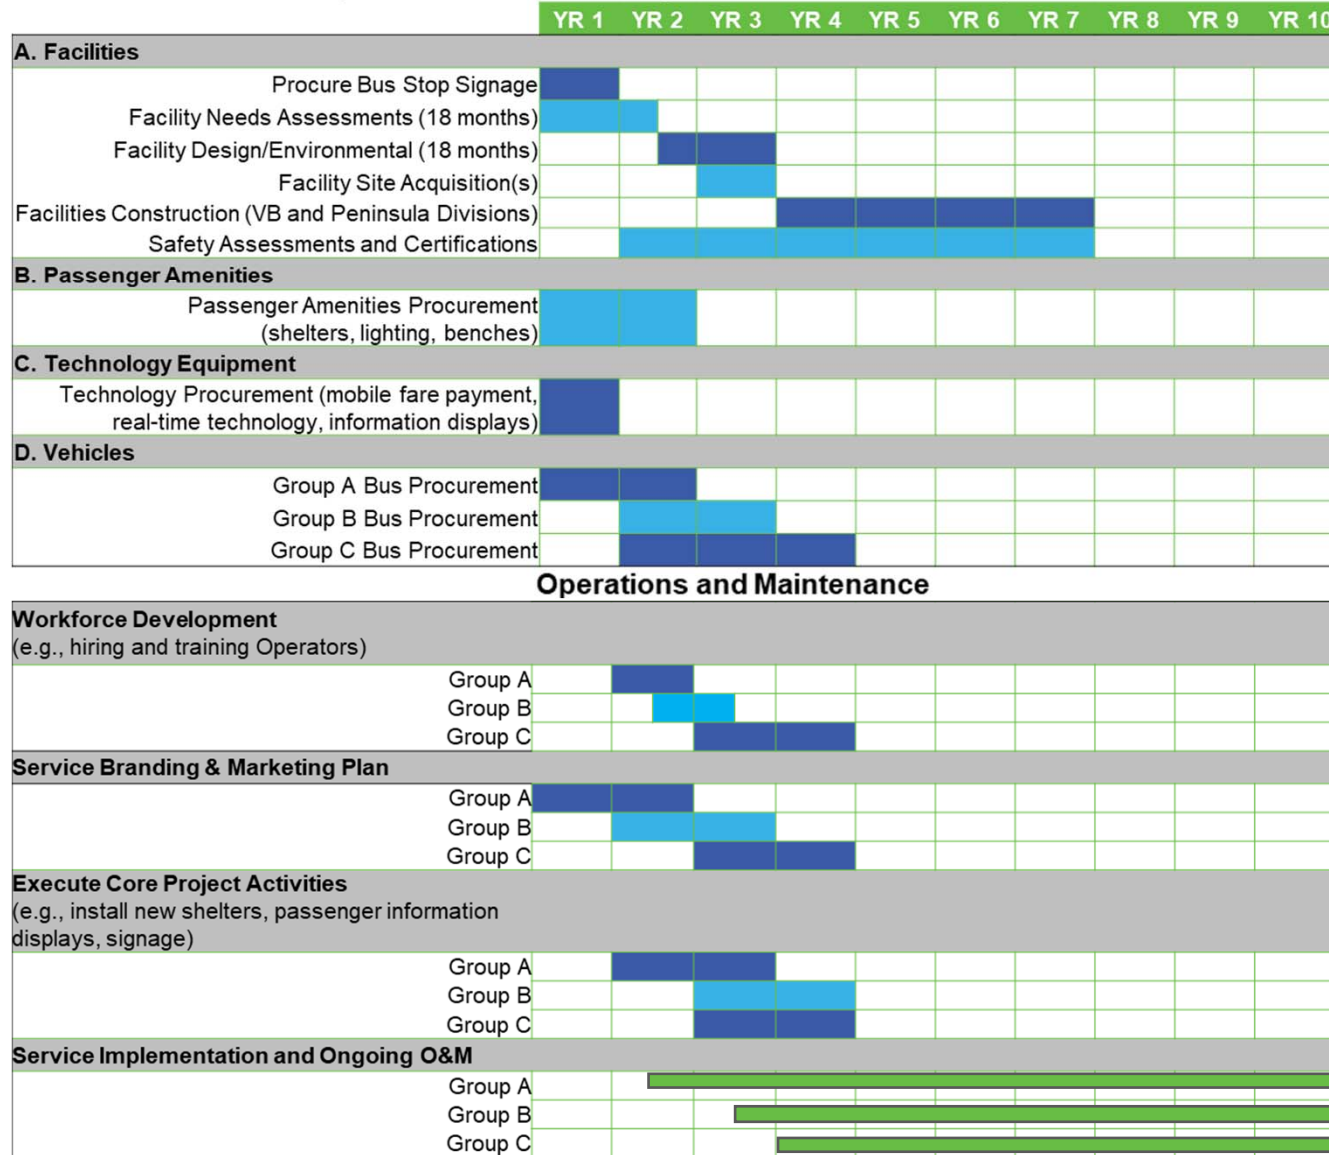 YR 1 YR 2 YR 3 YR 4 YR 5 YR 6 YR 7 YR 8 YR 9 YR 10
A. Facilities
Procure Bus Stop Signage
Facility Needs Assessments (18 months)
Facility Design/Environmental (18 months)
Facility Site Acquisition(s)
Facilities Construction (VB and Peninsula Divisions)
Safety Assessments and Certifications
B. Passenger Amenities
Passenger Amenities Procurement
(shelters, lighting, benches)
C. Technology Equipment
Technology Procurement (mobile fare payment,
real-time technology, information displays)
D. Vehicles
Group A Bus Procurement
Group B Bus Procurement
Group C Bus Procurement
Operations and Maintenance
Workforce Development
(e.g., hiring and training Operators)
Group A
Group B
Group C
Service Branding & Marketing Plan
Group A
Group B
Group C
Execute Core Project Activities
(e.g., install new shelters, passenger information
displays, signage)
Group A
Group B
Group C
Service Implementation and Ongoing O&M
Group A
Group B
Group C